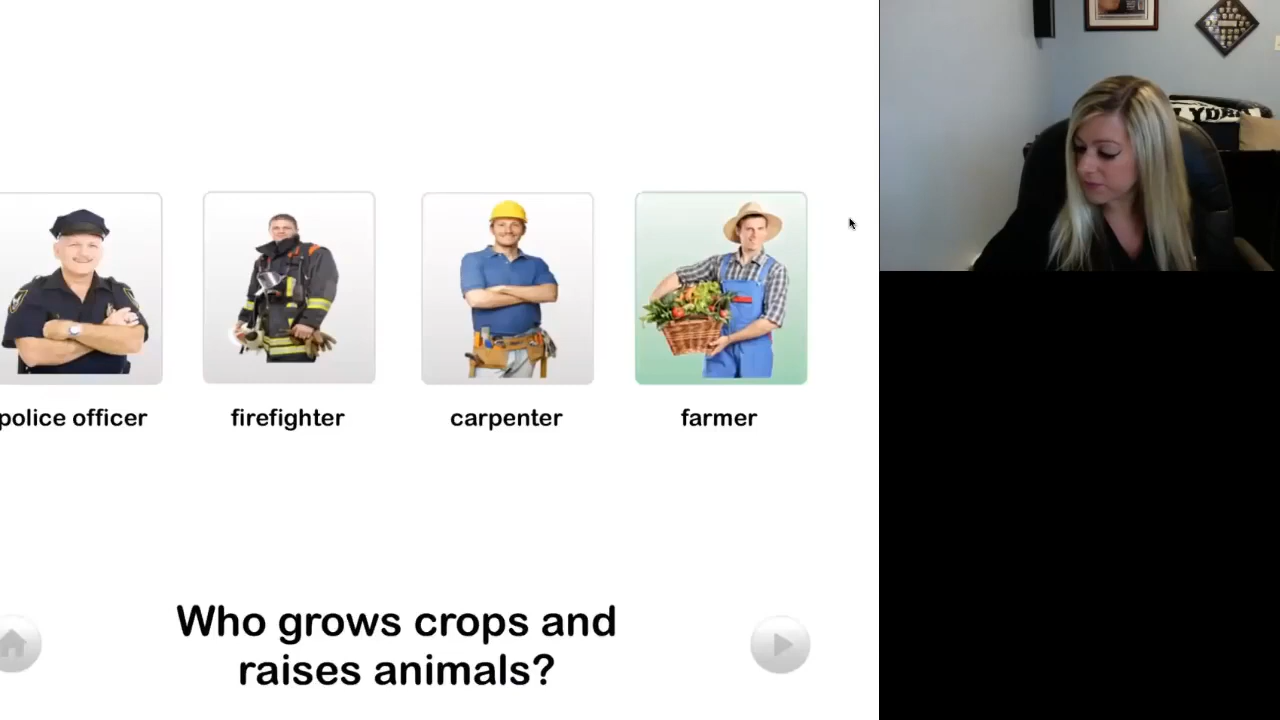 police officer
firefighter
carpenter
farmer
Who grows crops and
raises animals?